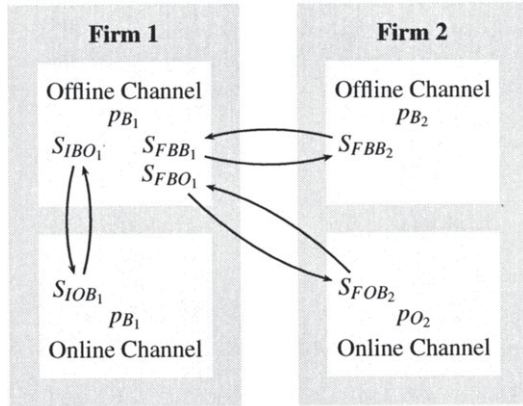 Firm 1
Offline Channel
p_{B_1}
S_{IBO_1} S_{FBB_1}
S_{FBO_1}
S_{IOB_1}
p_{B_1}
Online Channel
Firm 2
Offline Channel
p_{B_2}
S_{FBB_2}
S_{FOB_2}
p_{O_2}
Online Channel